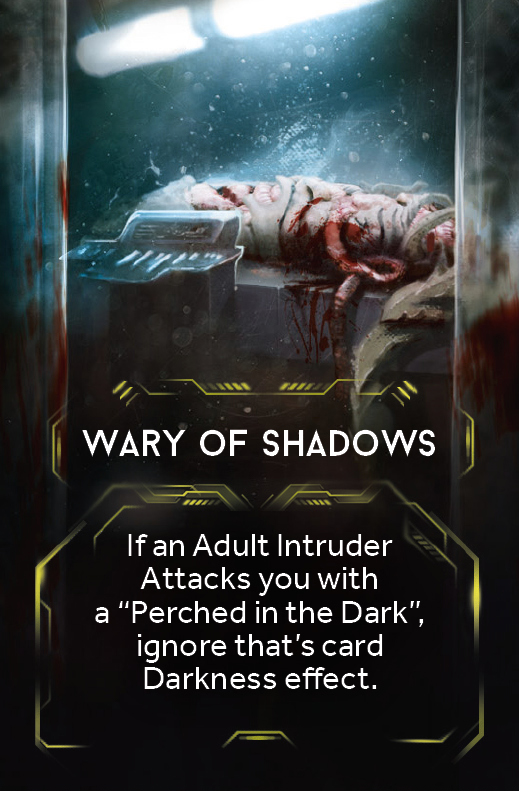 WARY OF SHADOWS
If an Adult Intruder
Attacks you with
a “Perched in the Dark”,
ignore that’s card
Darkness effect.